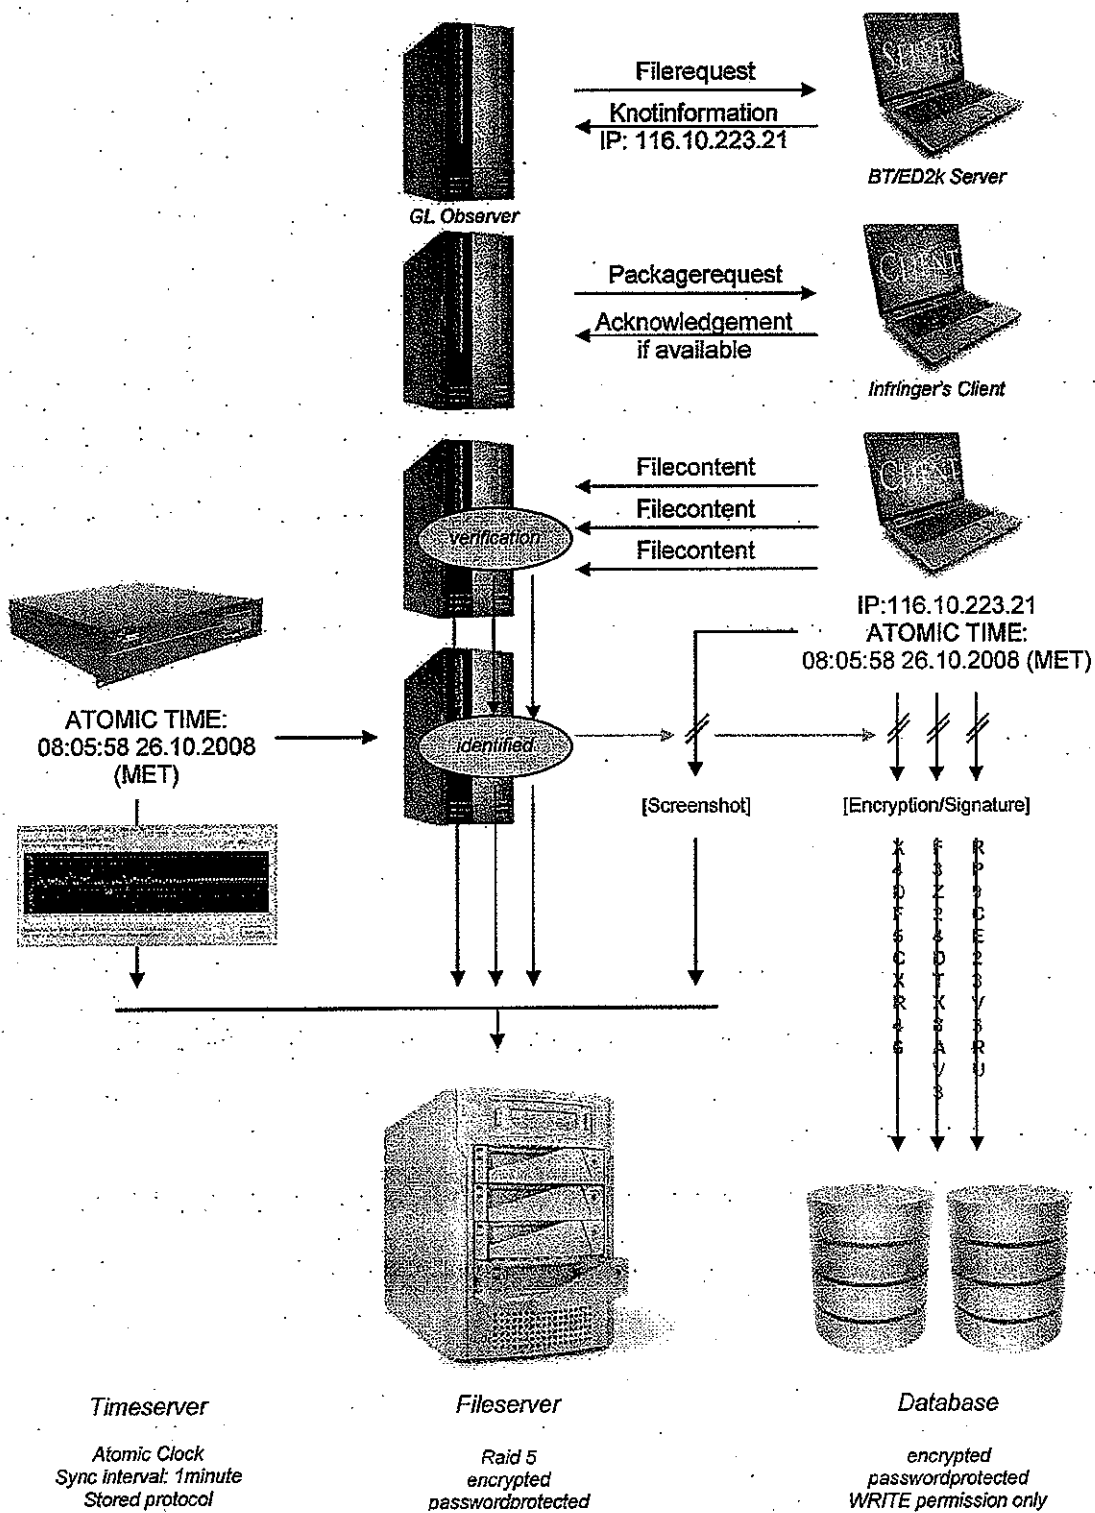 SERVER
Filerequest
Knotinformation
IP: 116.10.223.21
BT/ED2k Server
GL Observer
CLIENT
Packagerequest
Acknowledgement
if available
Infringer's Client
CLIENT
Filecontent
Filecontent
Filecontent
verification
IP:116.10.223.21
ATOMIC TIME:
08:05:58 26.10.2008 (MET)
ATOMIC TIME:
08:05:58 26.10.2008
(MET)
identified
[Screenshot]
[Encryption/Signature]
Timeserver
Atomic Clock
Sync interval: 1minute
Stored protocol
Fileserver
Raid 5
encrypted
passwordprotected
Database
encrypted
passwordprotected
WRITE permission only